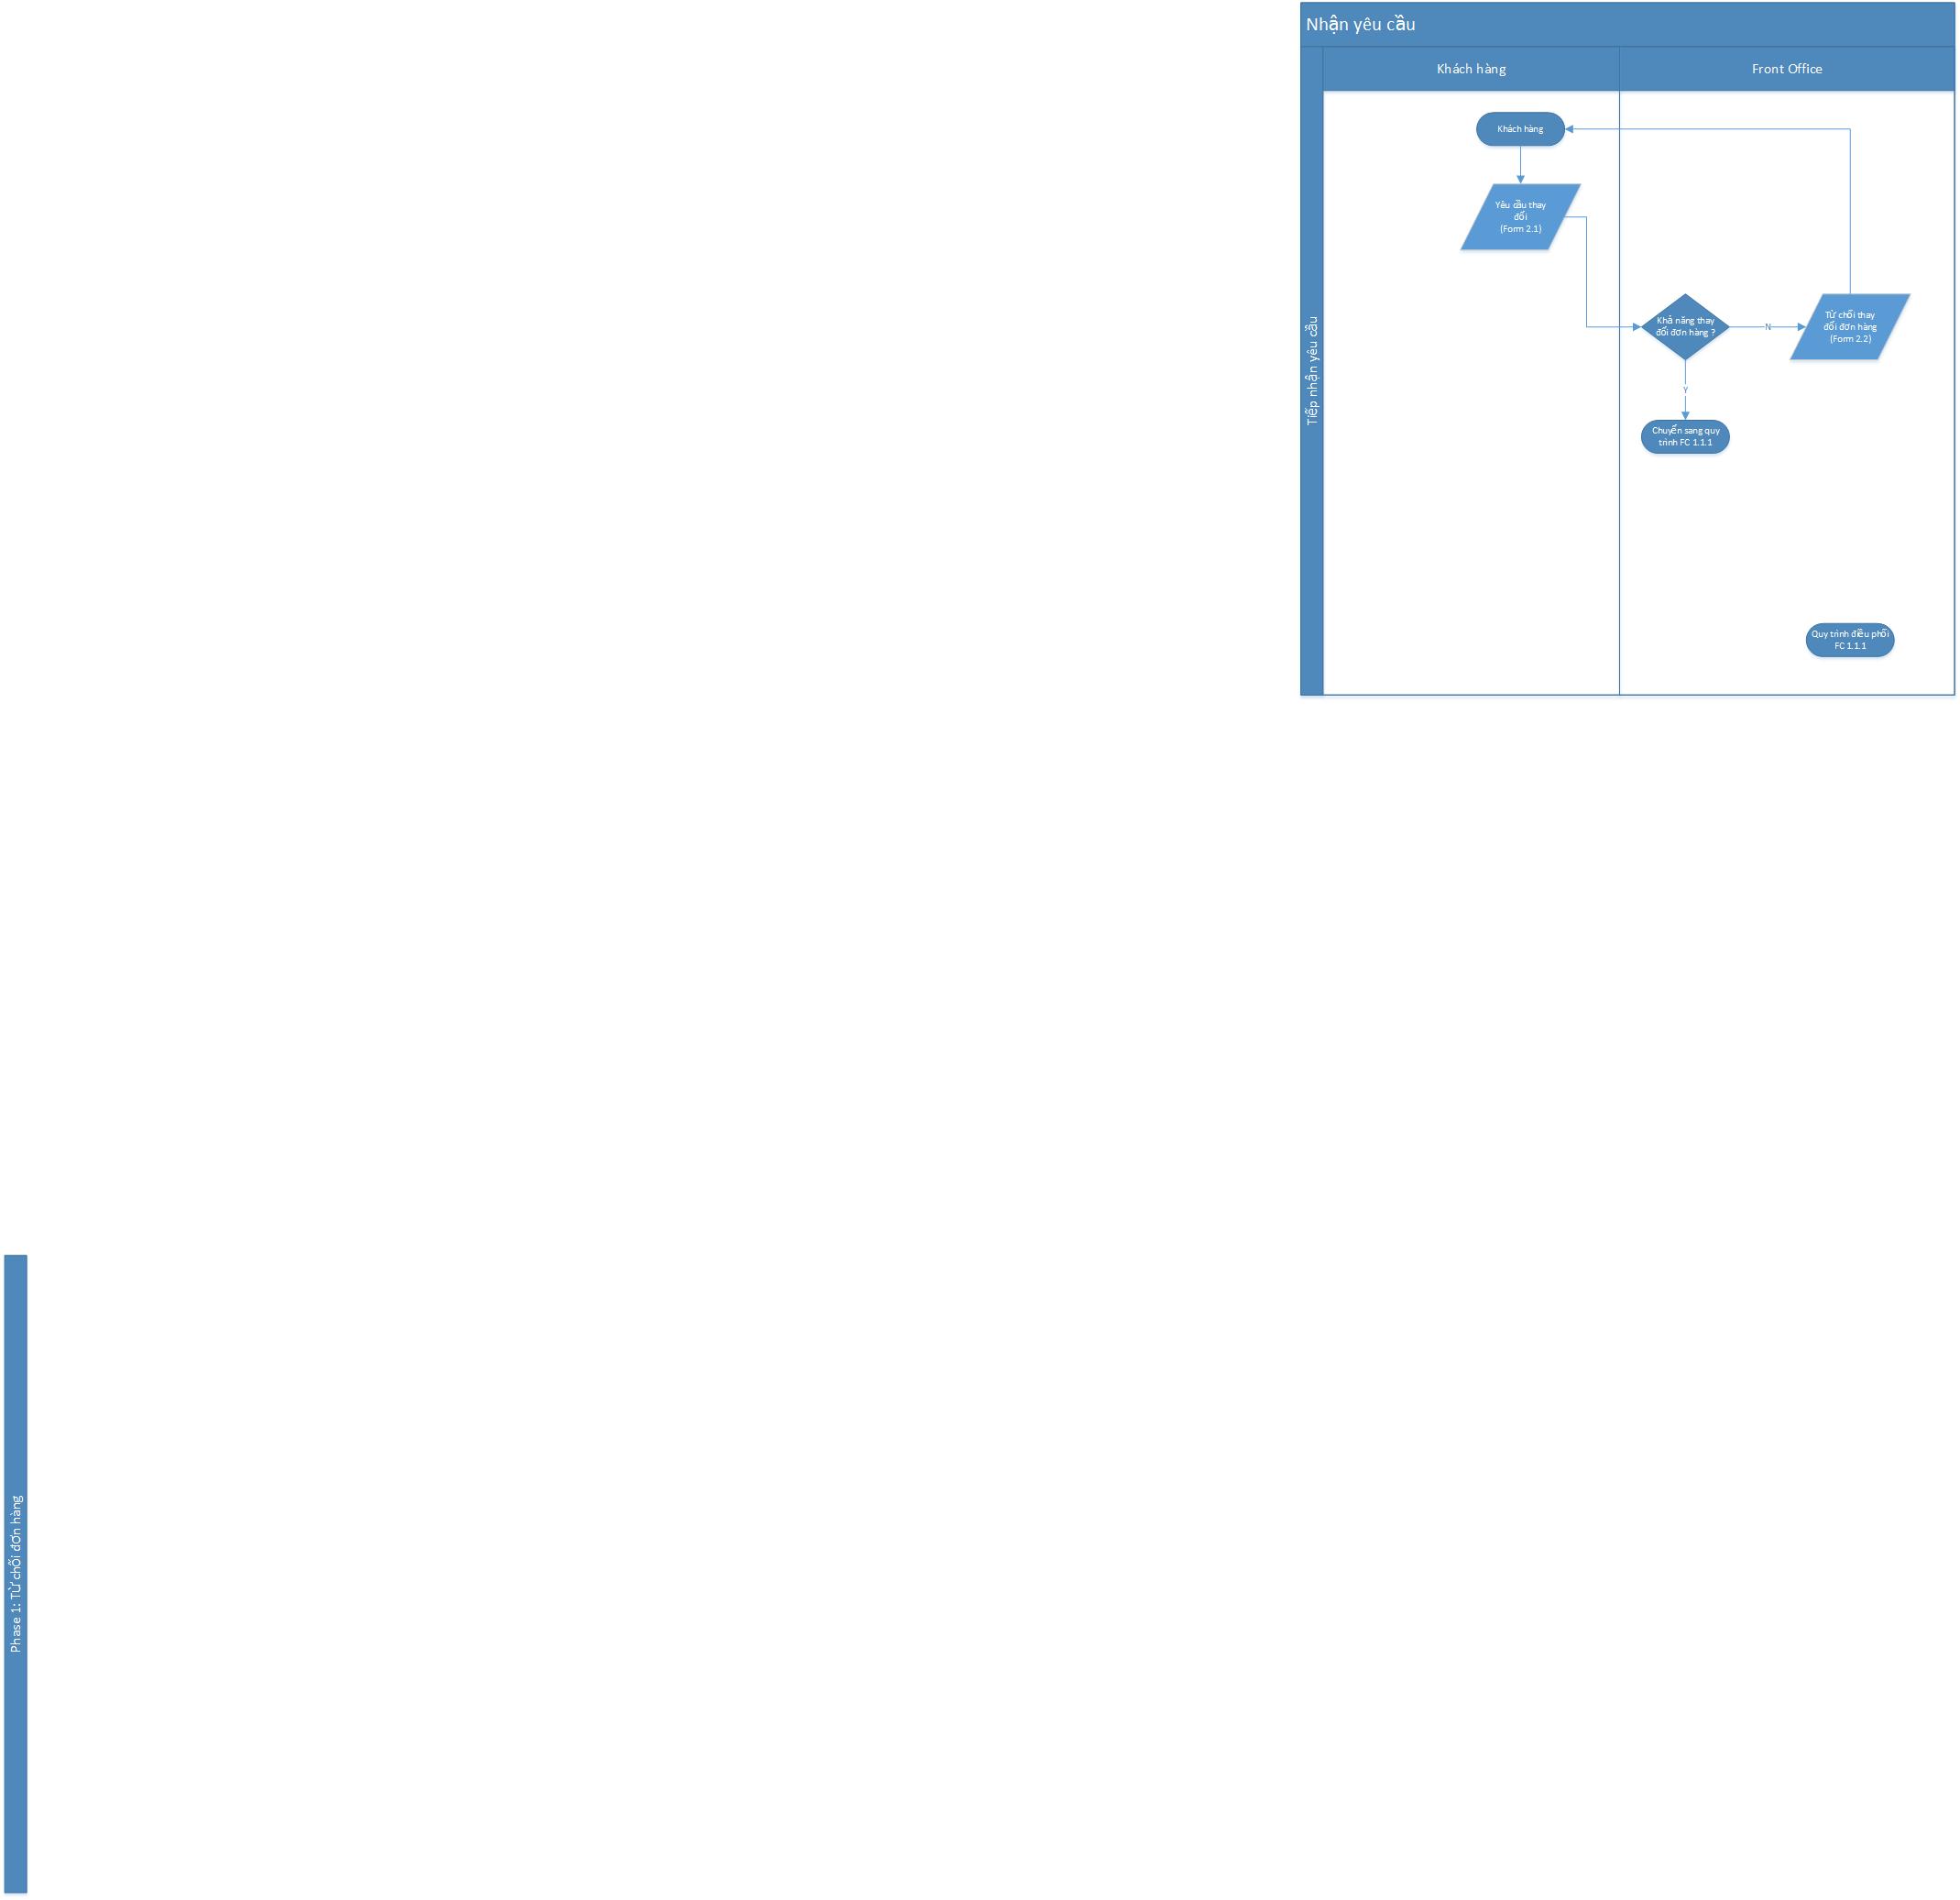 Nhận yêu cầu
Khách hàng
Front Office
Tiếp nhận yêu cầu
Khách hàng
Yêu cầu thay
đổi
(Form 2.1)
Khả năng thay
đổi đơn hàng ?
N
Từ chối thay
đổi đơn hàng
(Form 2.2)
Y
Chuyển sang quy
trình FC 1.1.1
Quy trình điều phối
FC 1.1.1
Phase 1: Từ chối đơn hàng